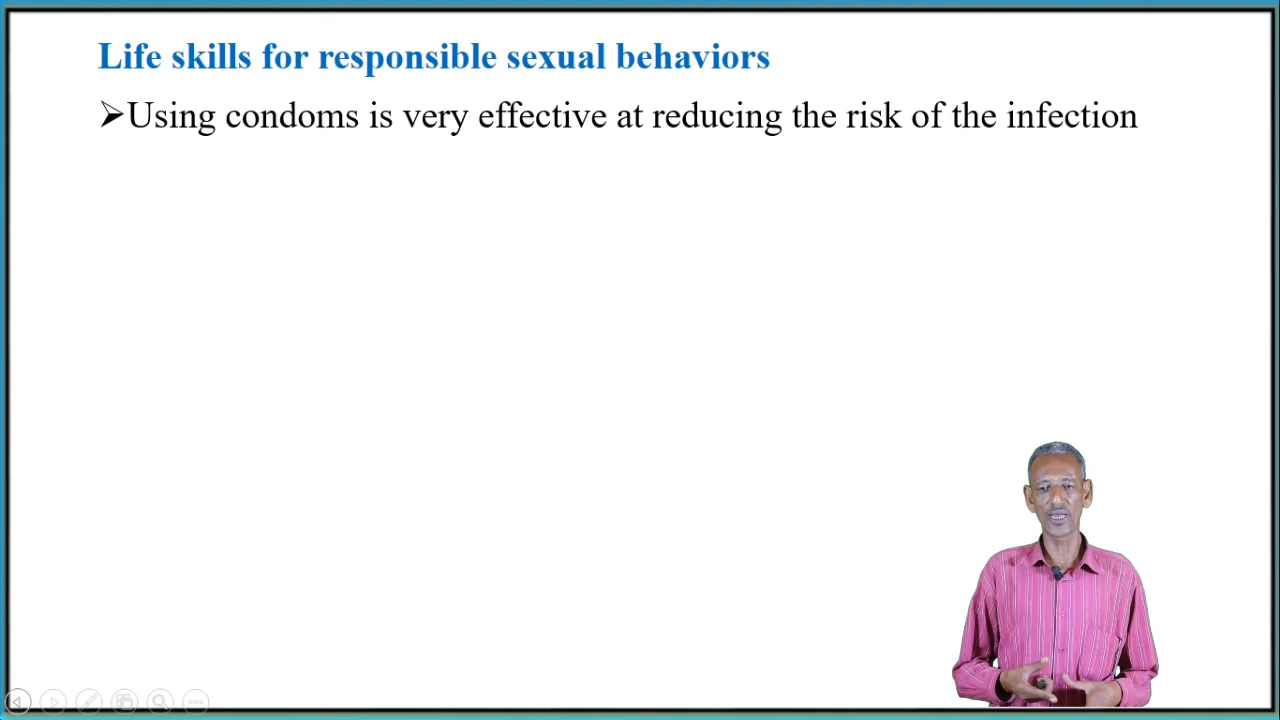 Life skills for responsible sexual behaviors
➢Using condoms is very effective at reducing the risk of the infection